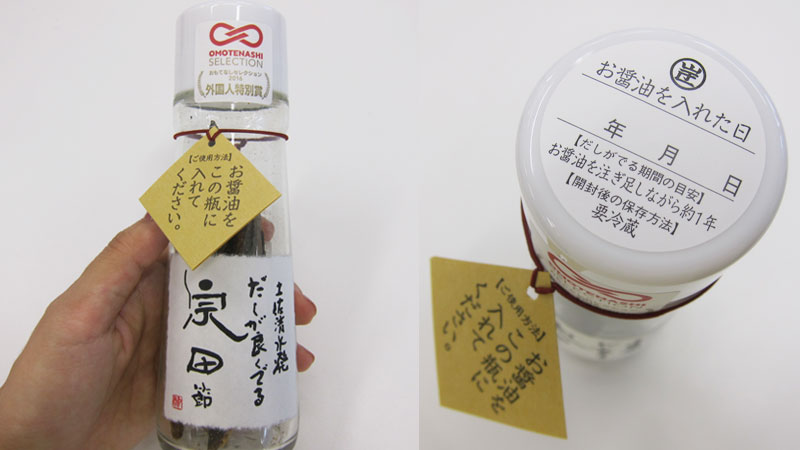 OMOTENASHI
SELECTION
おもてなしセレクション
2016
外国人特別賞
【ご使用方法】
お醤油を
この瓶に
入れて
ください。
土佐清水
だしが良くでる
宗田節
お醤油を入れた日
年 月 日
【だしがでる期間の目安】
お醤油を注ぎ足しながら約1年
【開封後の保存方法】
要冷蔵
OMOTENASHI
【ご使用方法】
お醤油を
この瓶に
入れて
ください。